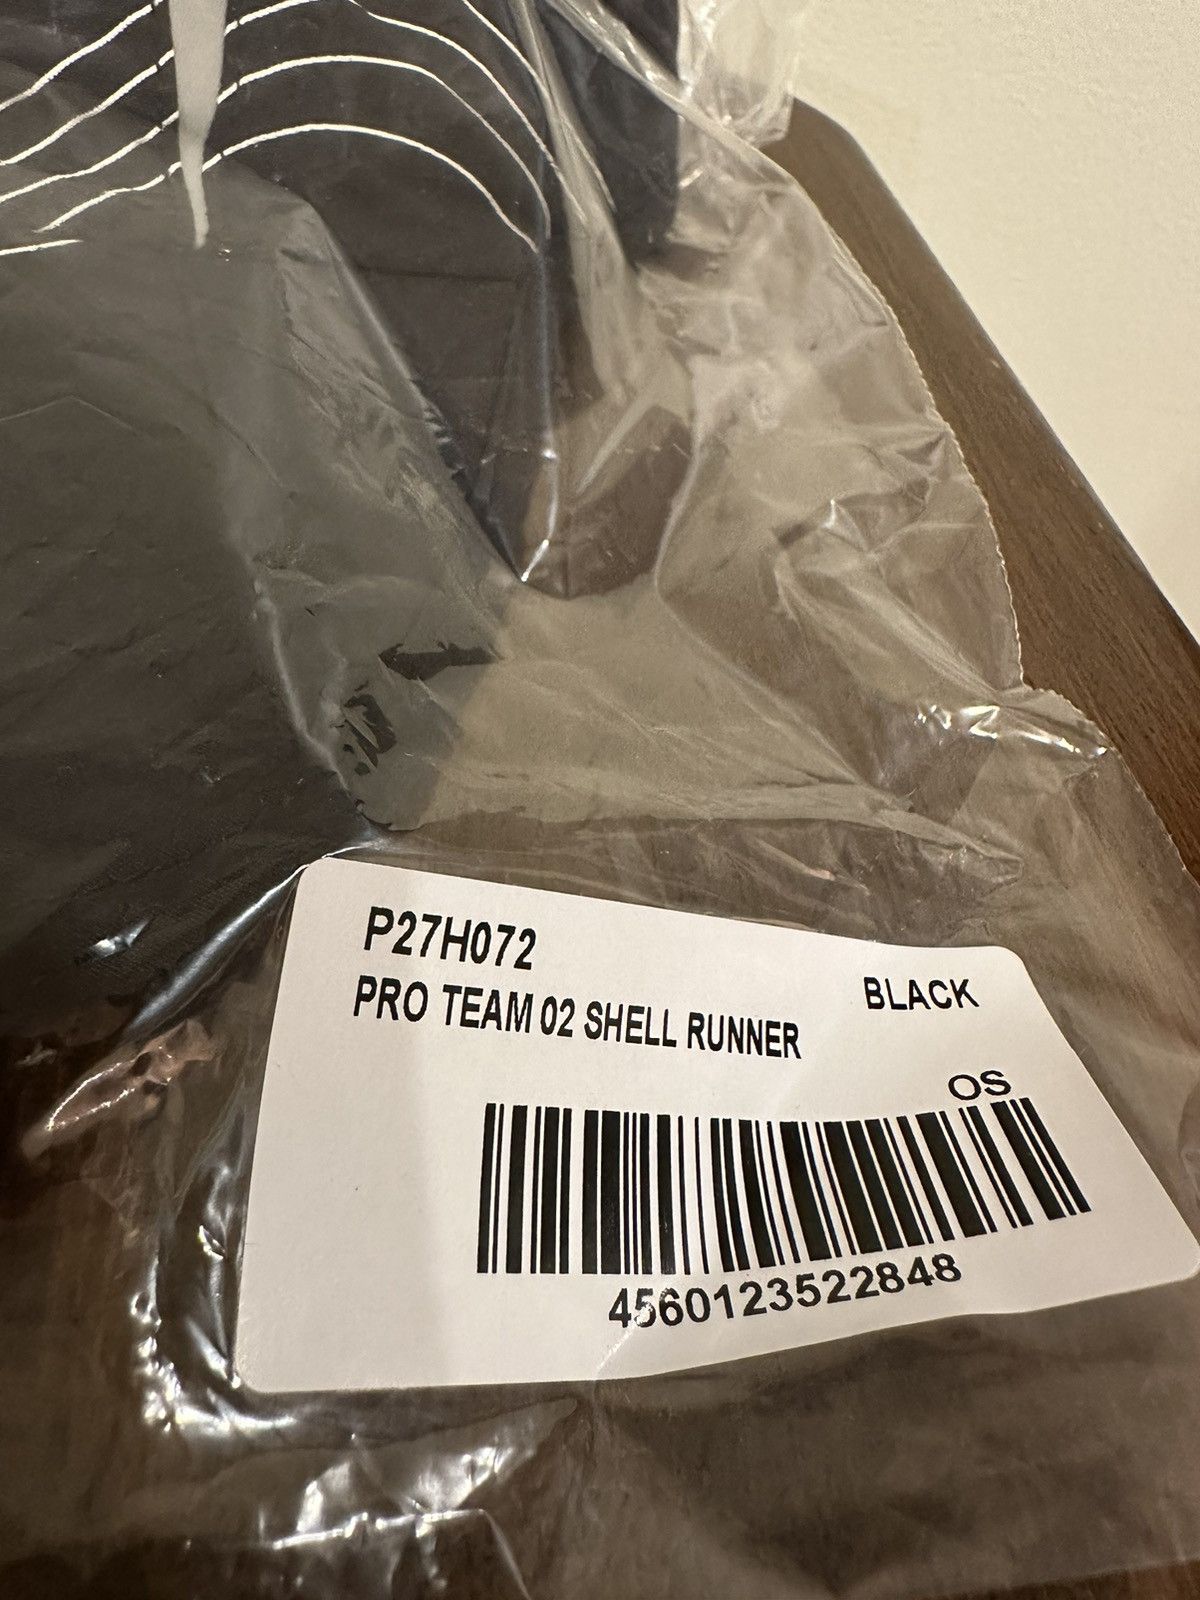 P27H072
PRO TEAM 02 SHELL RUNNER
BLACK
OS
4560123522848